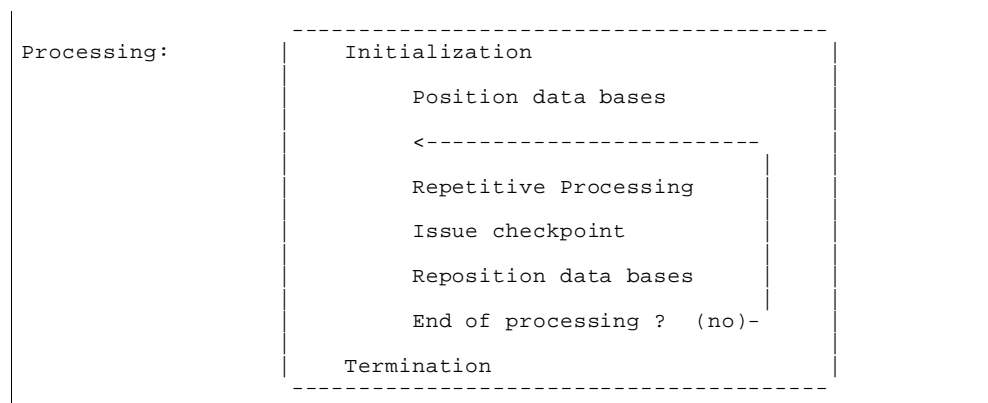 Processing: Initialization
Position data bases
<-------------------------
Repetitive Processing
Issue checkpoint
Reposition data bases
End of processing ? (no)-
Termination